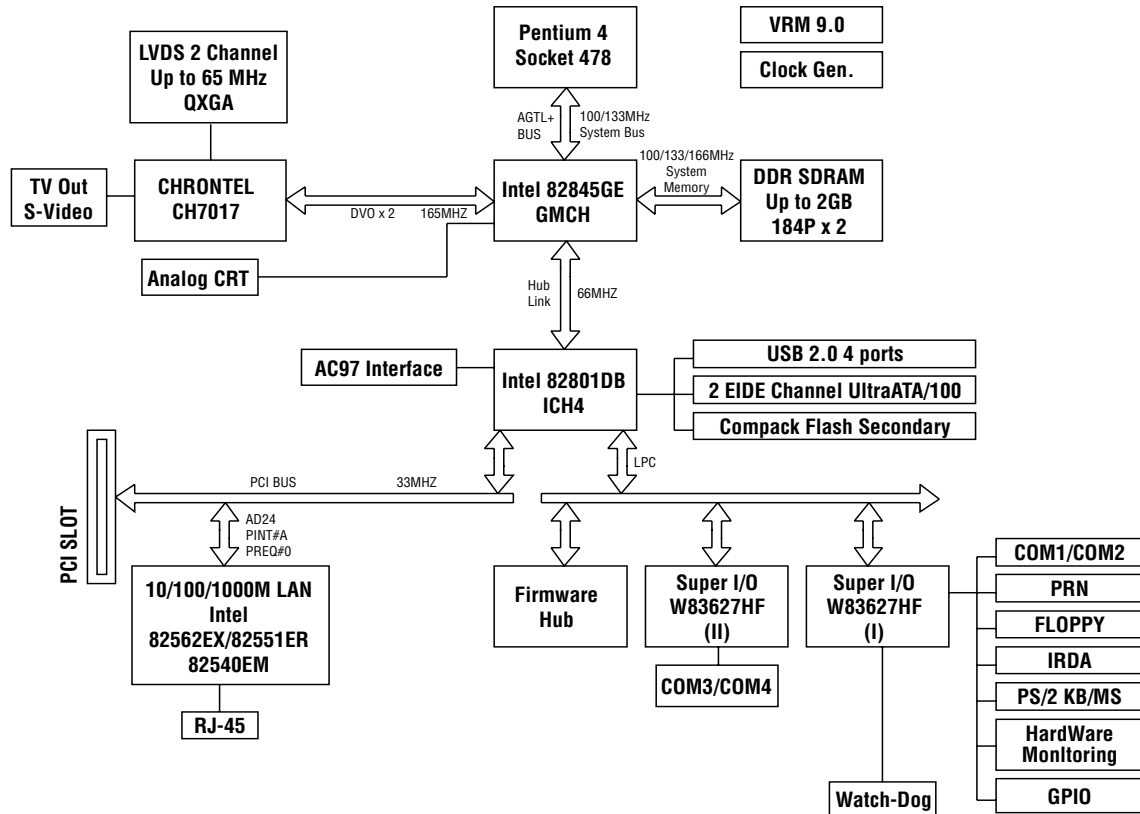 LVDS 2 Channel
Up to 65 MHz
QXGA
Pentium 4
Socket 478
VRM 9.0
Clock Gen.
AGTL+
BUS
100/133MHz
System Bus
TV Out
S-Video
CHRONTEL
CH7017
DVO x 2
165MHZ
Intel 82845GE
GMCH
100/133/166MHz
System
Memory
DDR SDRAM
Up to 2GB
184P x 2
Analog CRT
Hub
Link
66MHZ
AC97 Interface
Intel 82801DB
ICH4
USB 2.0 4 ports
2 EIDE Channel UltraATA/100
Compack Flash Secondary
PCI SLOT
PCI BUS
33MHZ
LPC
AD24
PINT#A
PREQ#0
10/100/1000M LAN
Intel
82562EX/82551ER
82540EM
RJ-45
Firmware
Hub
Super I/O
W83627HF
(II)
COM3/COM4
Super I/O
W83627HF
(I)
Watch-Dog
COM1/COM2
PRN
FLOPPY
IRDA
PS/2 KB/MS
HardWare
MonItoring
GPIO